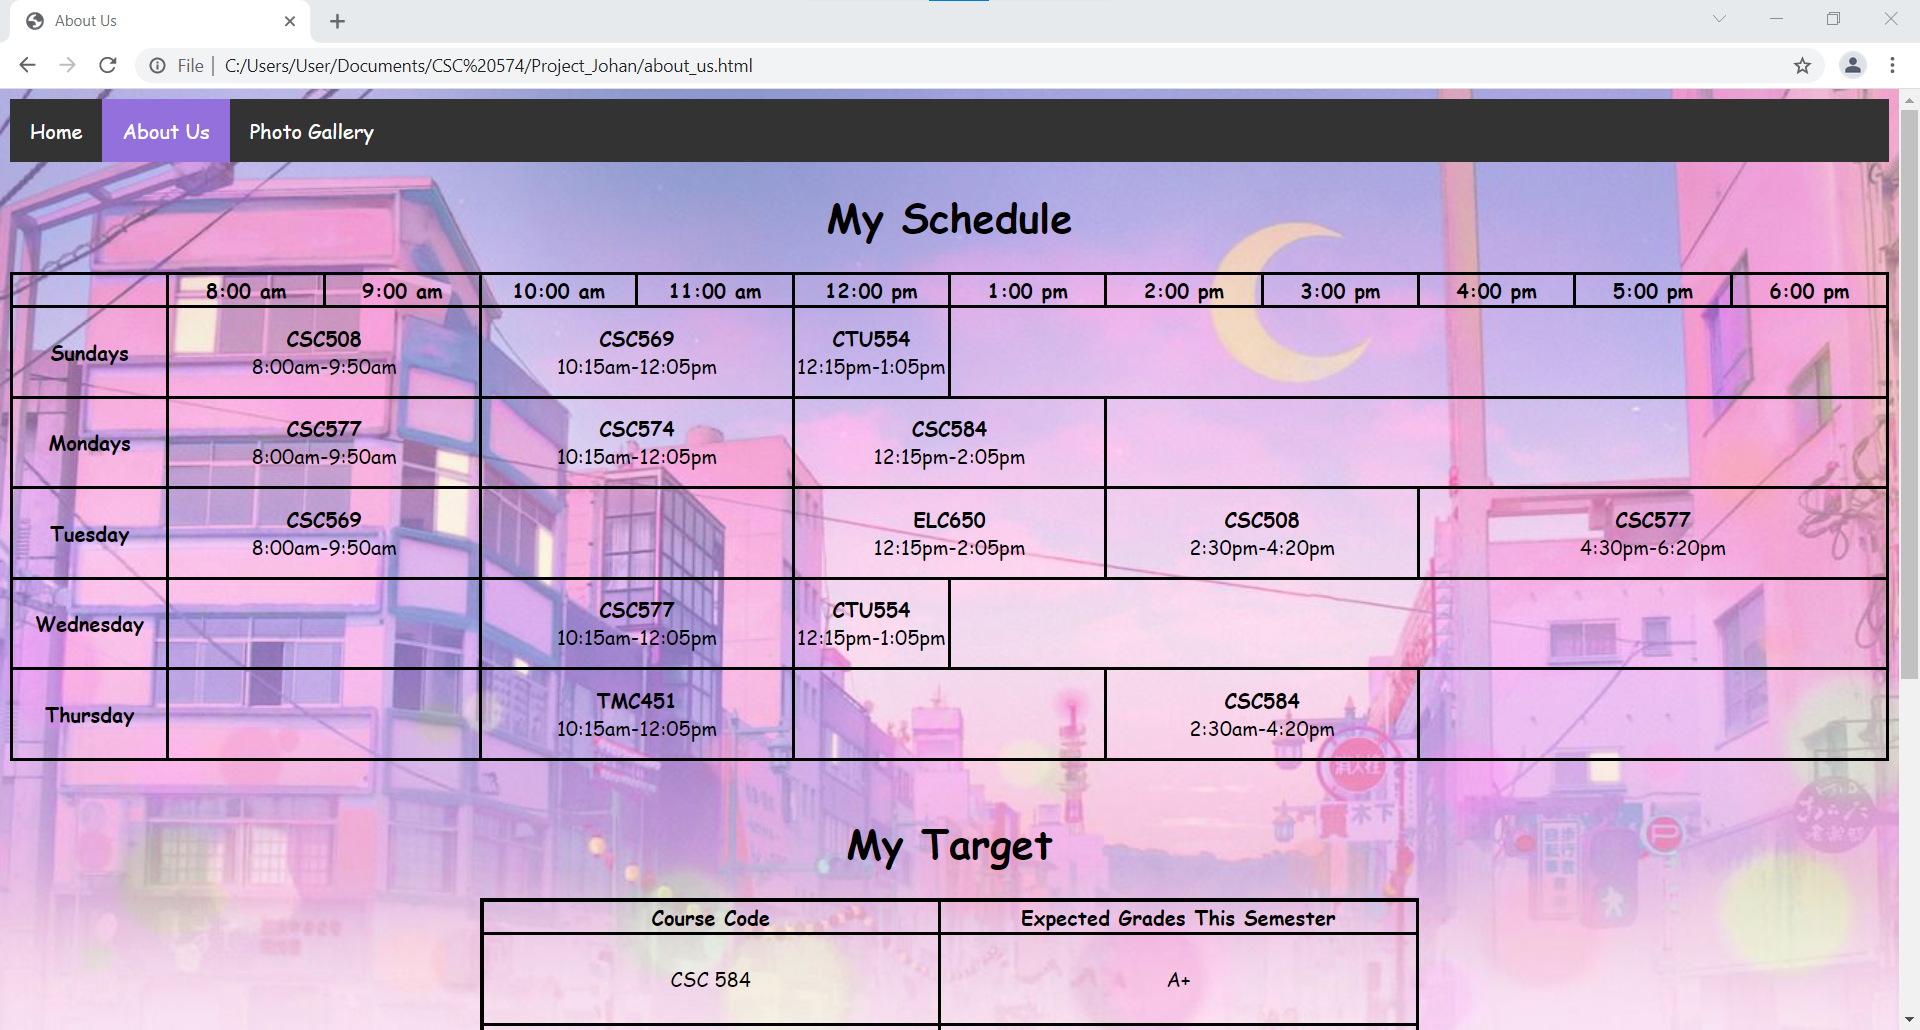 About Us
File
C:/Users/User/Documents/CSC%20574/Project_Johan/about_us.html
Home About Us Photo Gallery
My Schedule
8:00 am 9:00 am 10:00 am 11:00 am 12:00 pm 1:00 pm 2:00 pm 3:00 pm 4:00 pm 5:00 pm 6:00 pm
Sundays
CSC508
8:00am-9:50am
CSC569
10:15am-12:05pm
CTU554
12:15pm-1:05pm
Mondays
CSC577
8:00am-9:50am
CSC574
10:15am-12:05pm
CSC584
12:15pm-2:05pm
Tuesday
CSC569
8:00am-9:50am
ELC650
12:15pm-2:05pm
CSC508
2:30pm-4:20pm
CSC577
4:30pm-6:20pm
Wednesday
CSC577
10:15am-12:05pm
CTU554
12:15pm-1:05pm
Thursday
TMC451
10:15am-12:05pm
CSC584
2:30am-4:20pm
My Target
Course Code Expected Grades This Semester
CSC 584 A+